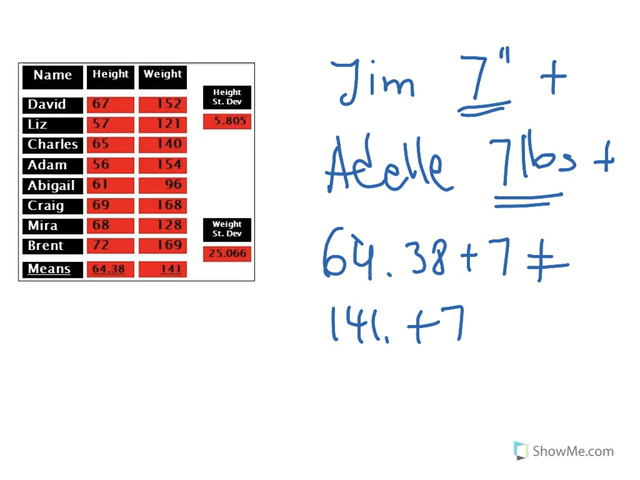 Name Height Weight
David 67 152
Liz 57 121
Charles 65 140
Adam 56 154
Abigail 61 96
Craig 69 168
Mira 68 128
Brent 72 169
Means 64.38 141
Height
St. Dev
5.805
Weight
St. Dev
25.066
Jim 7" +
Adelle 7lbs +
64.38 + 7 ≠
141. + 7
ShowMe.com